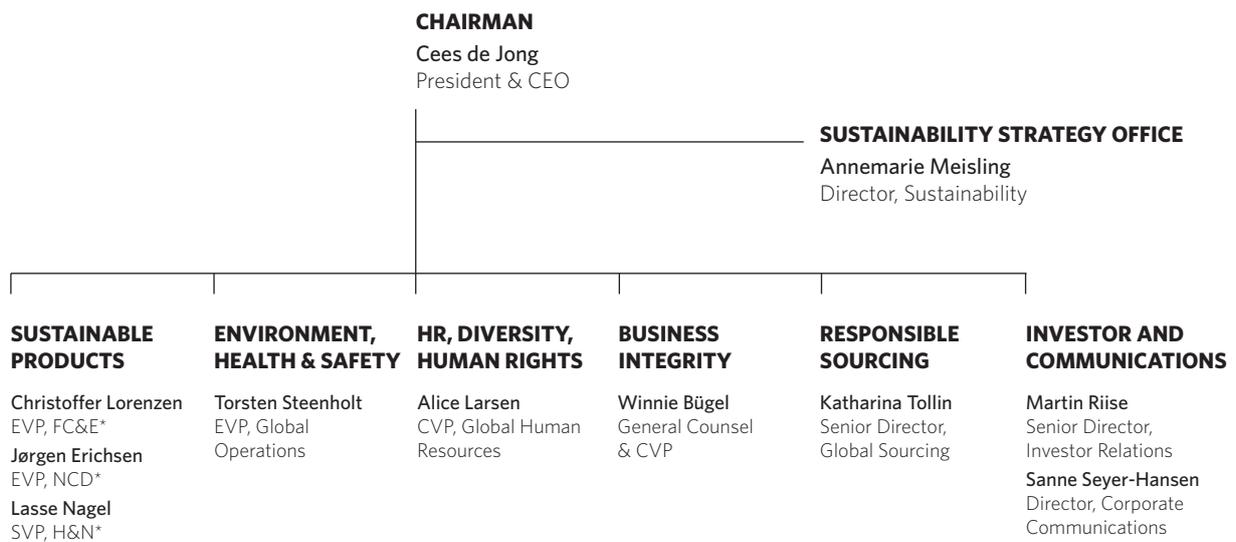 CHAIRMAN
Cees de Jong
President & CEO
SUSTAINABILITY STRATEGY OFFICE
Annemarie Meisling
Director, Sustainability
SUSTAINABLE
PRODUCTS
Christoffer Lorenzen
EVP, FC&E*
Jørgen Erichsen
EVP, NCD*
Lasse Nagel
SVP, H&N*
ENVIRONMENT,
HEALTH & SAFETY
Torsten Steenholt
EVP, Global
Operations
HR, DIVERSITY,
HUMAN RIGHTS
Alice Larsen
CVP, Global Human
Resources
BUSINESS
INTEGRITY
Winnie Bügel
General Counsel
& CVP
RESPONSIBLE
SOURCING
Katharina Tollin
Senior Director,
Global Sourcing
INVESTOR AND
COMMUNICATIONS
Martin Riise
Senior Director,
Investor Relations
Sanne Seyer-Hansen
Director, Corporate
Communications